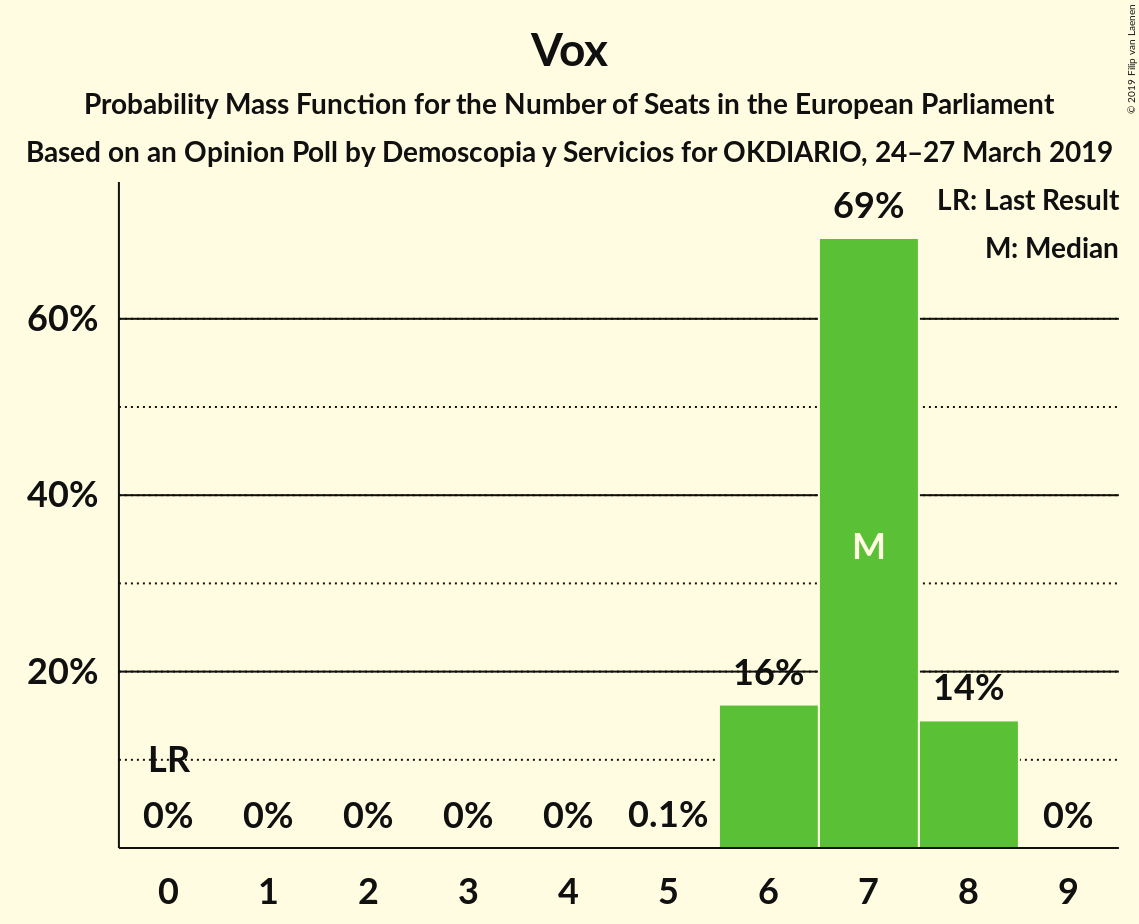 Vox
Probability Mass Function for the Number of Seats in the European Parliament
Based on an Opinion Poll by Demoscopia y Servicios for OKDIARIO, 24–27 March 2019
© 2019 Filip van Laenen
LR: Last Result
M: Median
69%
60%
40%
M
20%
16%
14%
LR
0%
0%
0%
0%
0%
0.1%
0%
0
1
2
3
4
5
6
7
8
9